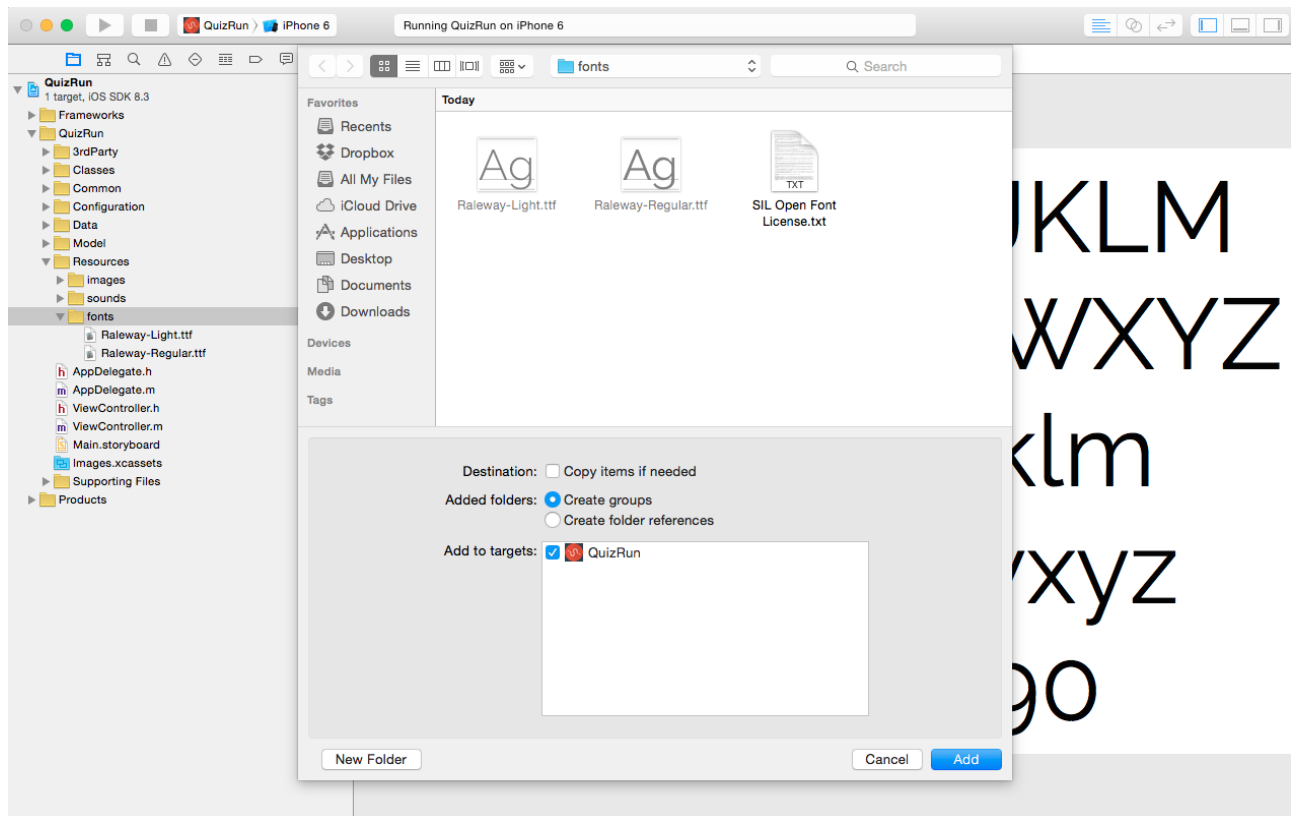 QuizRun
iPhone 6
Running QuizRun on iPhone 6
QuizRun
1 target, iOS SDK 8.3
Frameworks
QuizRun
3rdParty
Classes
Common
Configuration
Data
Model
Resources
images
sounds
fonts
Raleway-Light.ttf
Raleway-Regular.ttf
AppDelegate.h
AppDelegate.m
ViewController.h
ViewController.m
Main.storyboard
Images.xcassets
Supporting Files
Products
fonts
Search
Favorites
Recents
Dropbox
All My Files
iCloud Drive
Applications
Desktop
Documents
Downloads
Devices
Media
Tags
Today
Ag
Raleway-Light.ttf
Ag
Raleway-Regular.ttf
TXT
SIL Open Font
License.txt
Destination: Copy items if needed
Added folders: Create groups
Create folder references
Add to targets: QuizRun
New Folder
Cancel
Add
KLM
WXYZ
klm
xyz
90